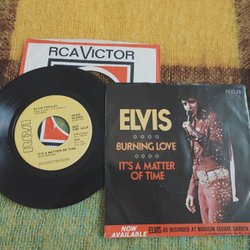 RCA VICTOR
ELVIS PRESLEY
IT'S A MATTER OF TIME
RCA
ELVIS
BURNING LOVE
IT'S A MATTER
OF TIME
NOW
AVAILABLE
ELVIS AS RECORDED AT MADISON SQUARE GARDEN